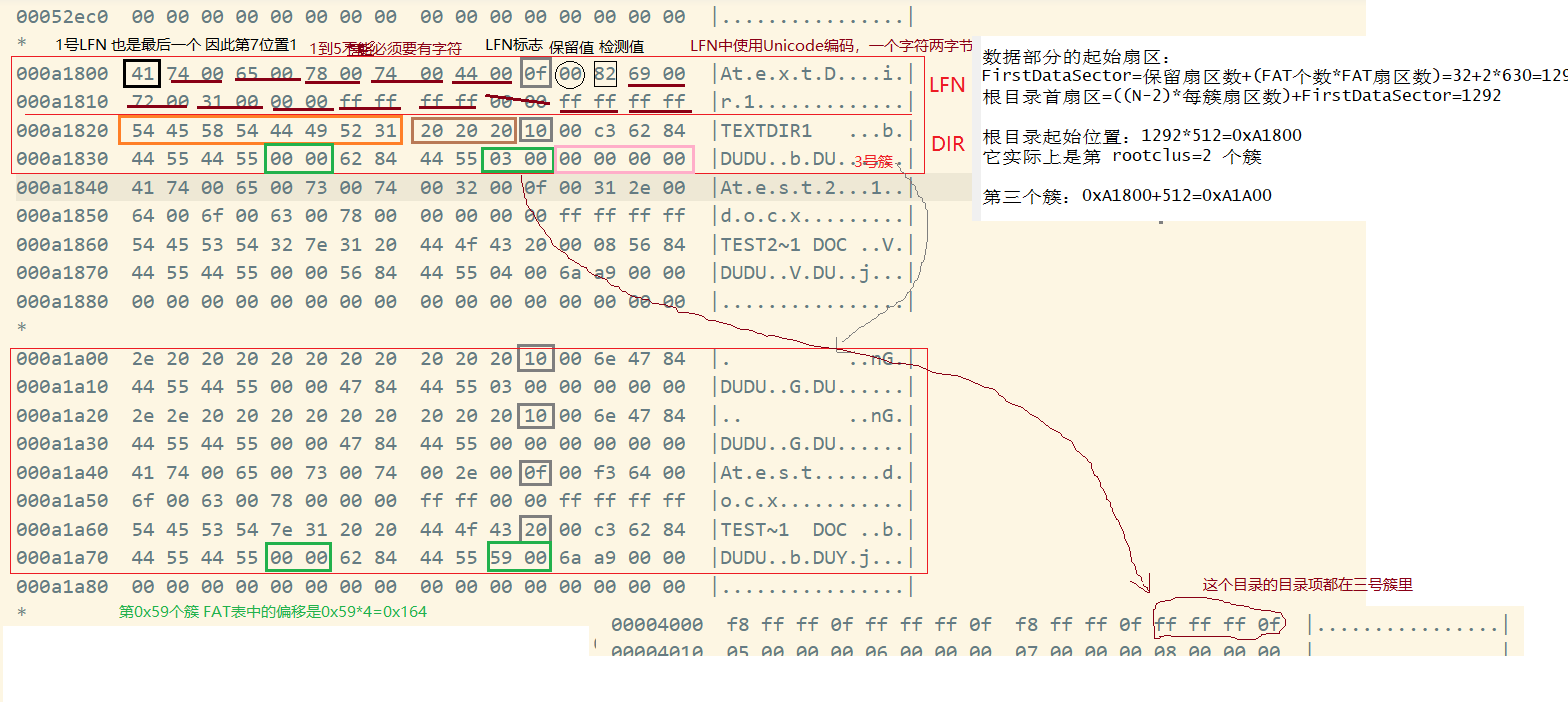 00052ec0 00 00 00 00 00 00 00 00 00 00 00 00 00 00 00 00 |................|
* 1号LFN 也是最后一个 因此第7位置1 1到5 必须要有字符 LFN标志 保留值 检测值 LFN中使用Unicode编码，一个字符两字节
000a1800 41 74 00 65 00 78 00 74 00 44 00 0f 00 82 69 00 |At.e.x.t.D....i.|
LFN
000a1810 72 00 31 00 00 00 ff ff ff ff 00 00 ff ff ff ff |r.1.............|
000a1820 54 45 58 54 44 49 52 31 20 20 20 10 00 c3 62 84 |TEXTDIR1 ...b.|
DIR
000a1830 44 55 44 55 00 00 62 84 44 55 03 00 00 00 00 00 |DUDU..b.DU......|
3号簇
000a1840 41 74 00 65 00 73 00 74 00 32 00 0f 00 31 2e 00 |At.e.s.t.2...1..|
000a1850 64 00 6f 00 63 00 78 00 00 00 00 00 ff ff ff ff |d.o.c.x.........|
000a1860 54 45 53 54 32 7e 31 20 44 4f 43 20 00 08 56 84 |TEST2~1 DOC ..V.|
000a1870 44 55 44 55 00 00 56 84 44 55 04 00 6a a9 00 00 |DUDU..V.DU..j...|
000a1880 00 00 00 00 00 00 00 00 00 00 00 00 00 00 00 00 |................|
*
000a1a00 2e 20 20 20 20 20 20 20 20 20 20 10 00 6e 47 84 |. ..nG.|
000a1a10 44 55 44 55 00 00 47 84 44 55 03 00 00 00 00 00 |DUDU..G.DU......|
000a1a20 2e 2e 20 20 20 20 20 20 20 20 20 10 00 6e 47 84 |.. ..nG.|
000a1a30 44 55 44 55 00 00 47 84 44 55 00 00 00 00 00 00 |DUDU..G.DU......|
000a1a40 41 74 00 65 00 73 00 74 00 2e 00 0f 00 f3 64 00 |At.e.s.t......d.|
000a1a50 6f 00 63 00 78 00 00 00 ff ff 00 00 ff ff ff ff |o.c.x...........|
000a1a60 54 45 53 54 7e 31 20 20 44 4f 43 20 00 c3 62 84 |TEST~1 DOC ..b.|
000a1a70 44 55 44 55 00 00 62 84 44 55 59 00 6a a9 00 00 |DUDU..b.DUY.j...|
000a1a80 00 00 00 00 00 00 00 00 00 00 00 00 00 00 00 00 |................|
* 第0x59个簇 FAT表中的偏移是0x59*4=0x164
数据部分的起始扇区：
FirstDataSector=保留扇区数+(FAT个数*FAT扇区数)=32+2*630=129
根目录首扇区=((N-2)*每簇扇区数)+FirstDataSector=1292
根目录起始位置：1292*512=0xA1800
它实际上是第 rootclus=2 个簇
第三个簇：0xA1800+512=0xA1A00
这个目录的目录项都在三号簇里
00004000 f8 ff ff 0f ff ff ff 0f f8 ff ff 0f ff ff ff 0f |................|
00004010 05 00 00 00 06 00 00 00 07 00 00 00 08 00 00 00 |